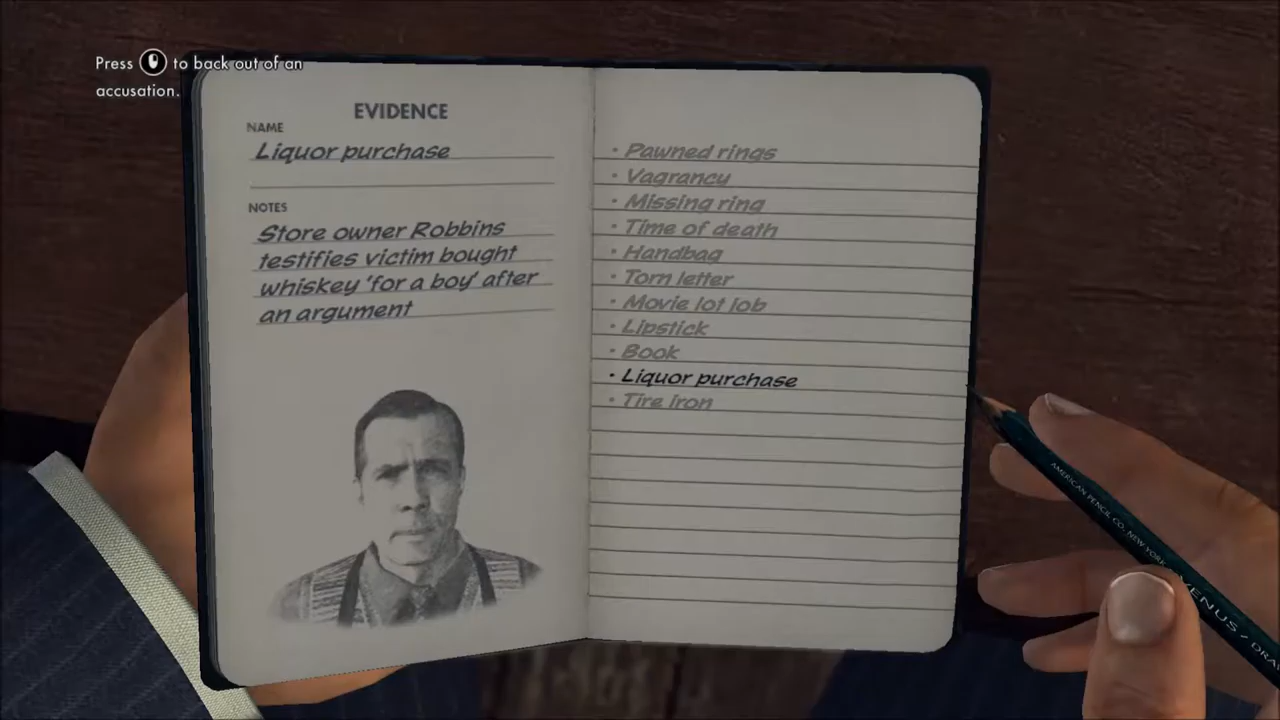 Press to back out of an
accusation.
EVIDENCE
NAME
Liquor purchase
NOTES
Store owner Robbins
testifies victim bought
whiskey 'for a boy' after
an argument
• Pawned rings
• Vagrancy
• Missing ring
• Time of death
• Handbag
• Torn letter
• Movie lot job
• Lipstick
• Book
• Liquor purchase
• Tire iron
AMERICAN PENCIL CO. NEW YORK
VENUS/DRA